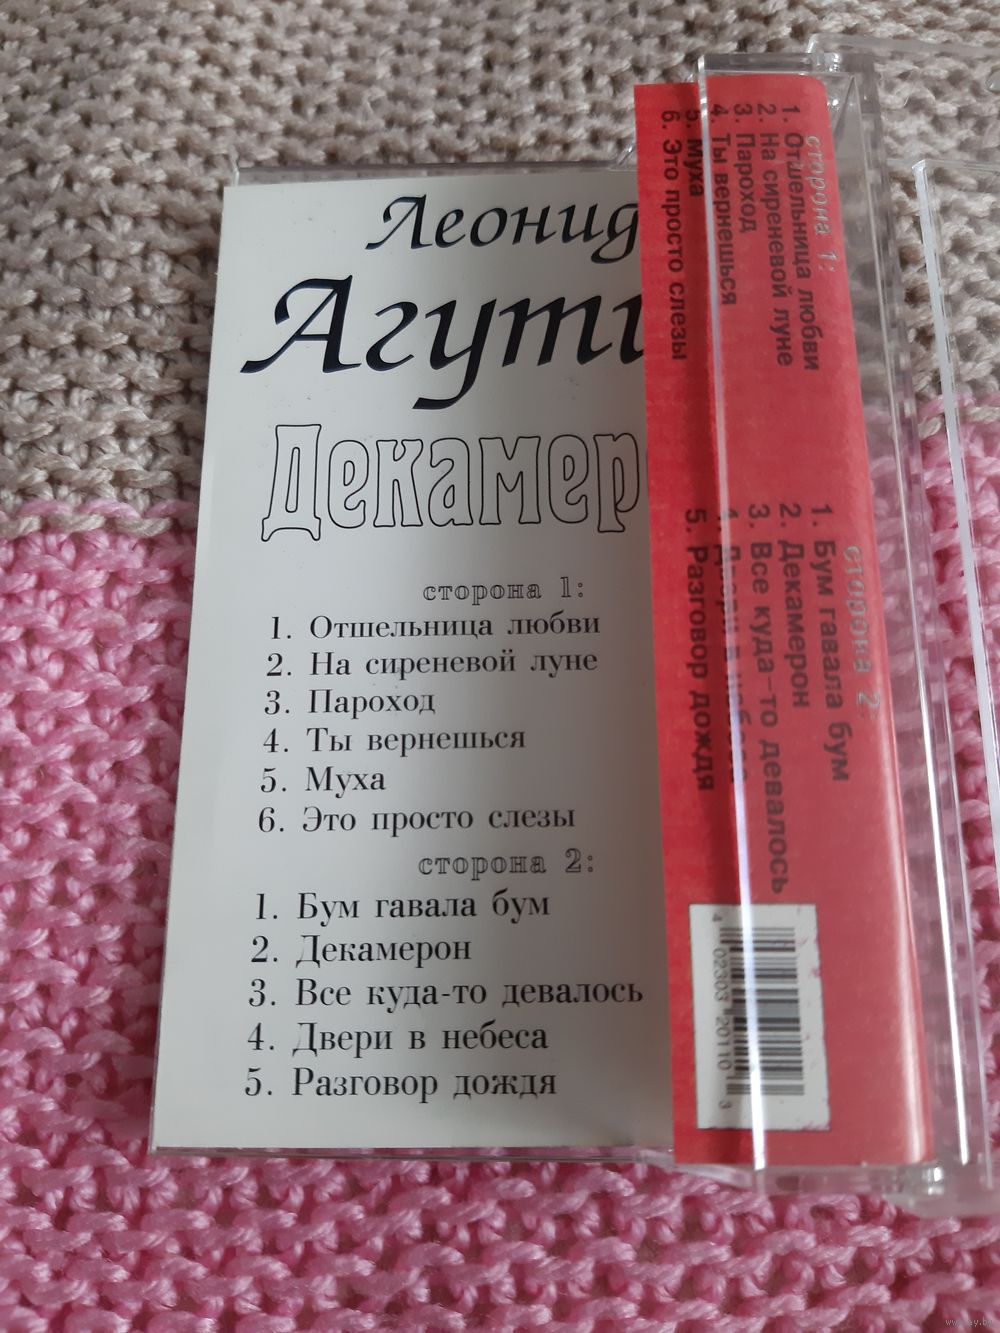 Леонид
Агути
Декамер
сторона 1:
1. Отшельница любви
2. На сиреневой луне
3. Пароход
4. Ты вернешься
5. Муха
6. Это просто слезы
сторона 2:
1. Бум гавала бум
2. Декамерон
3. Все куда-то девалось
4. Двери в небеса
5. Разговор дождя
сторона 1:
1. Отшельница любви
2. На сиреневой луне
3. Пароход
4. Ты вернешься
5. Муха
6. Это просто слезы
сторона 2:
1. Бум гавала бум
2. Декамерон
3. Все куда-то девалось
4. Двери в небеса
5. Разговор дождя
4 02303 20110 3